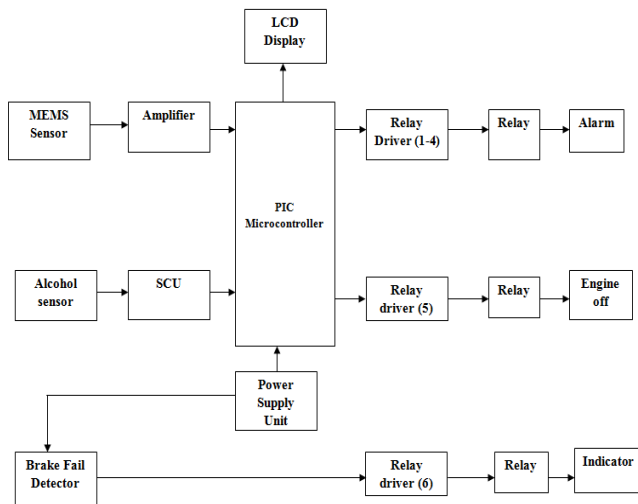 LCD
Display
MEMS
Sensor
Amplifier
Relay
Driver (1-4)
Relay
Alarm
PIC
Microcontroller
Alcohol
sensor
SCU
Relay
driver (5)
Relay
Engine
off
Power
Supply
Unit
Brake Fail
Detector
Relay
driver (6)
Relay
Indicator